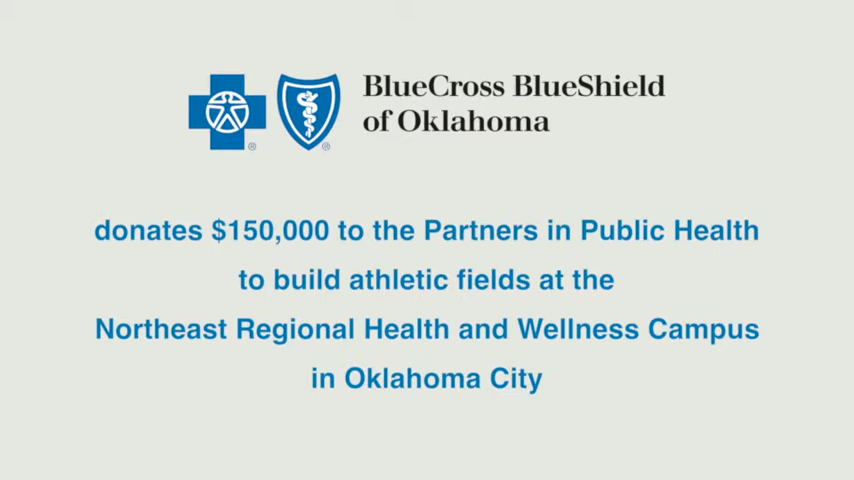 BlueCross BlueShield
of Oklahoma
donates $150,000 to the Partners in Public Health
to build athletic fields at the
Northeast Regional Health and Wellness Campus
in Oklahoma City